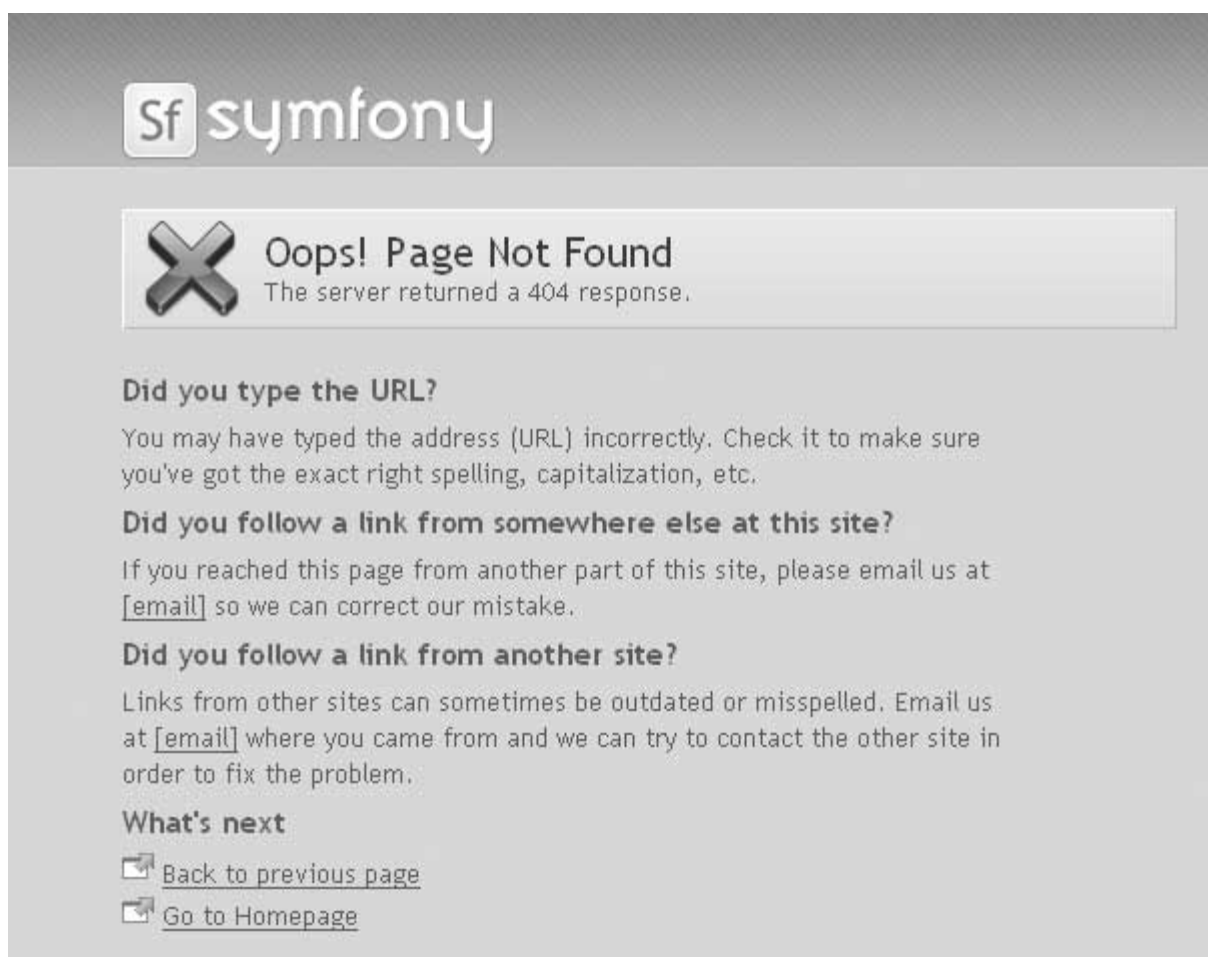 Sf symfony
Oops! Page Not Found
The server returned a 404 response.
Did you type the URL?
You may have typed the address (URL) incorrectly. Check it to make sure
you've got the exact right spelling, capitalization, etc.
Did you follow a link from somewhere else at this site?
If you reached this page from another part of this site, please email us at
[email] so we can correct our mistake.
Did you follow a link from another site?
Links from other sites can sometimes be outdated or misspelled. Email us
at [email] where you came from and we can try to contact the other site in
order to fix the problem.
What's next
Back to previous page
Go to Homepage